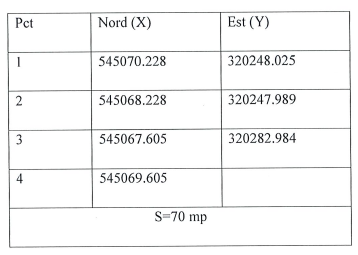 Pct Nord (X) Est (Y)
1 545070.228 320248.025
2 545068.228 320247.989
3 545067.605 320282.984
4 545069.605
S=70 mp